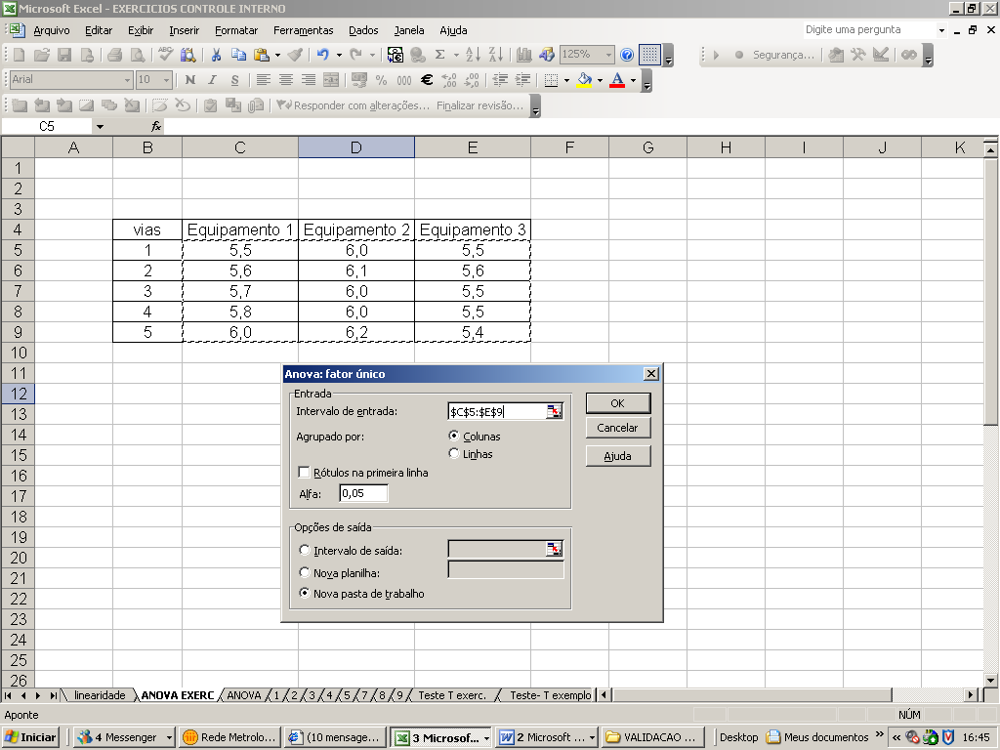 Microsoft Excel - EXERCICIOS CONTROLE INTERNO
Arquivo Editar Exibir Inserir Formatar Ferramentas Dados Janela Ajuda Digite uma pergunta
125% Segurança...
Arial 10 N I S % 000 €
Responder com alterações... Finalizar revisão...
C5 fx
A B C D E F G H I J K
1
2
3
4 vias Equipamento 1 Equipamento 2 Equipamento 3
5 1 5,5 6,0 5,5
6 2 5,6 6,1 5,6
7 3 5,7 6,0 5,5
8 4 5,8 6,0 5,5
9 5 6,0 6,2 5,4
10
11
12
13
14
15
16
17
18
19
20
21
22
23
24
25
26
Anova: fator único
Entrada
Intervalo de entrada: $C$5:$E$9
Agrupado por: Colunas
Linhas
Rótulos na primeira linha
Alfa: 0,05
OK
Cancelar
Ajuda
Opções de saída
Intervalo de saída:
Nova planilha:
Nova pasta de trabalho
linearidade ANOVA EXERC ANOVA 1 2 3 4 5 7 8 9 Teste T exerc. Teste- T exemplo
Aponte NÚM
Iniciar 4 Messenger Rede Metrolo... (10 mensage... 3 Microsof... 2 Microsoft ... VALIDACAO Desktop Meus documentos » « 16:45